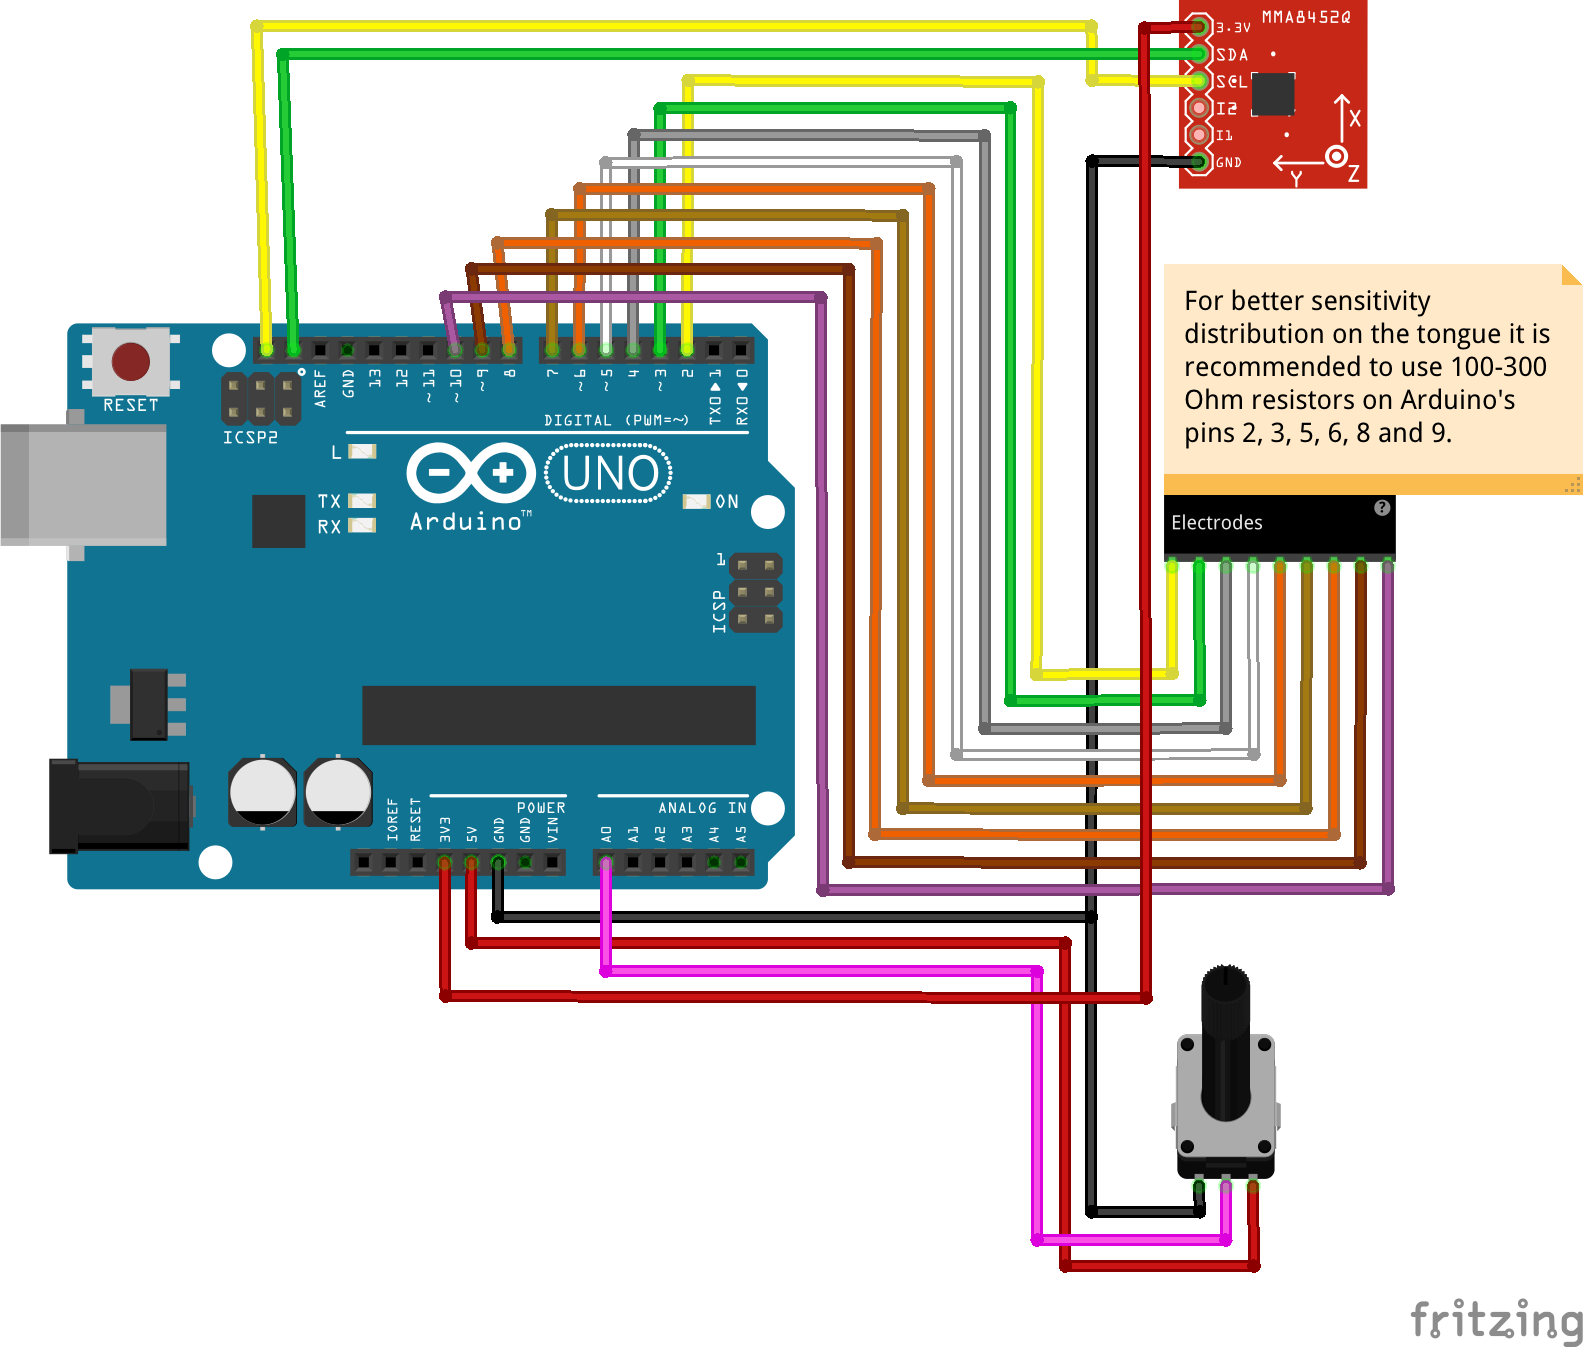 MMA8452Q
3.3V
SDA
SCL
I2
I1
GND
X
Y
Z
For better sensitivity
distribution on the tongue it is
recommended to use 100-300
Ohm resistors on Arduino's
pins 2, 3, 5, 6, 8 and 9.
Electrodes
?
RESET
ICSP2
AREF
GND
13
12
~11
~10
~9
8
7
~6
~5
4
~3
2
TX0▶1
RX0◀0
DIGITAL (PWM=~)
L
TX
RX
UNO
Arduino™
ON
1
ICSP
IOREF
RESET
3V3
5V
GND
GND
VIN
POWER
ANALOG IN
A0
A1
A2
A3
A4
A5
fritzing